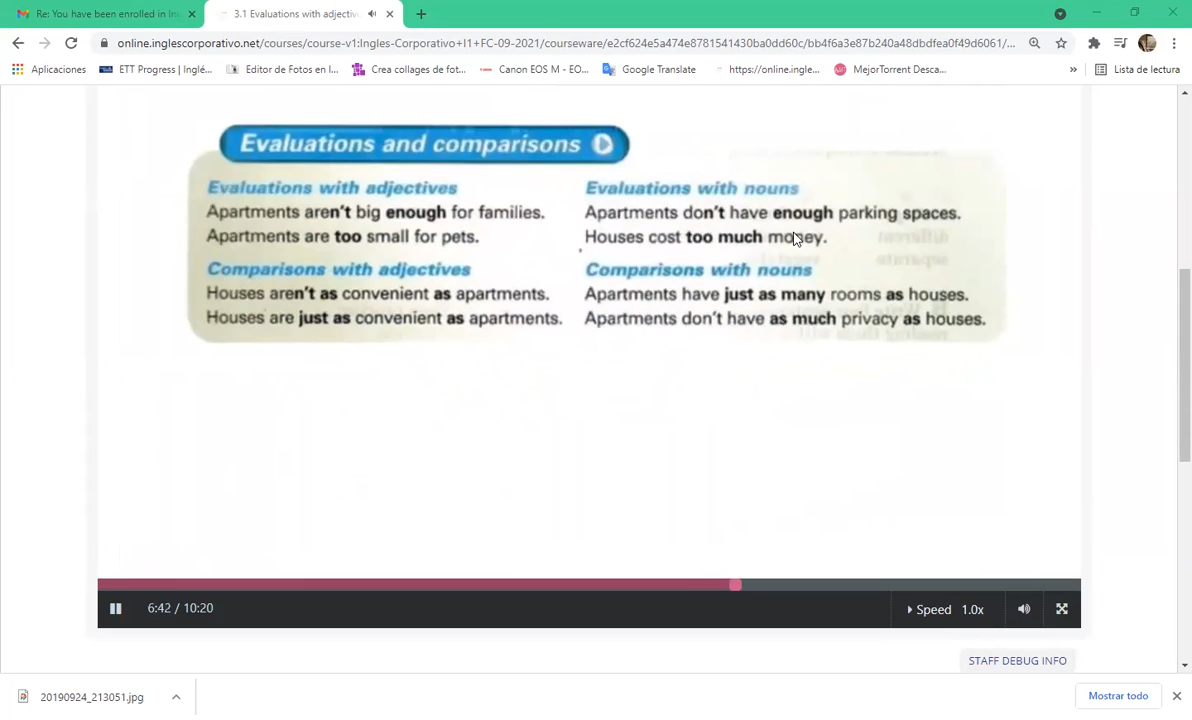 Re: You have been enrolled in In
3.1 Evaluations with adjectiv
online.inglescorporativo.net/courses/course-v1:Ingles-Corporativo+I1+FC-09-2021/courseware/e2cf624e5a474e8781541430ba0dd60c/bb4f6a3e87b240a48dbdfea0f49d6061/...
Aplicaciones ETT Progress | Inglé... Editor de Fotos en l... Crea collages de fot... Canon EOS M - EO... Google Translate https://online.ingle... MejorTorrent Desca... » Lista de lectura
Evaluations and comparisons
Evaluations with adjectives
Apartments aren't big enough for families.
Apartments are too small for pets.
Comparisons with adjectives
Houses aren't as convenient as apartments.
Houses are just as convenient as apartments.
Evaluations with nouns
Apartments don't have enough parking spaces.
Houses cost too much money.
Comparisons with nouns
Apartments have just as many rooms as houses.
Apartments don't have as much privacy as houses.
6:42 / 10:20
Speed 1.0x
STAFF DEBUG INFO
20190924_213051.jpg
Mostrar todo